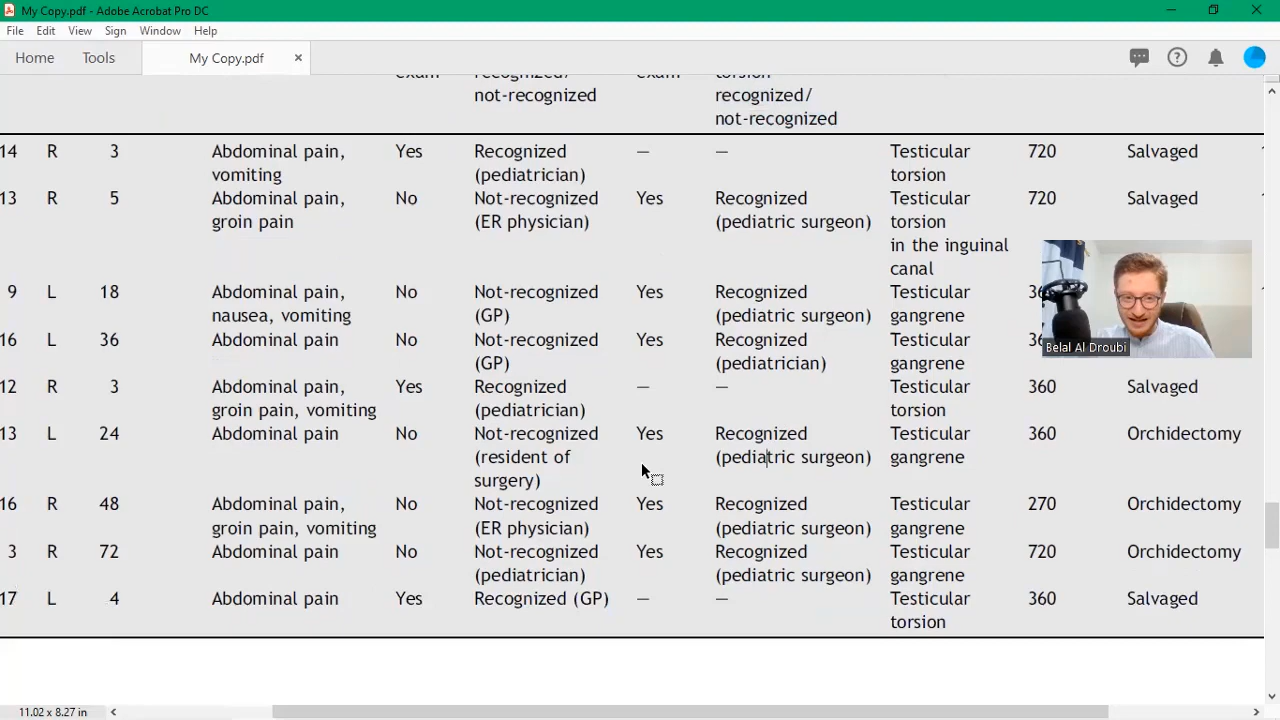 My Copy.pdf - Adobe Acrobat Pro DC
File Edit View Sign Window Help
Home Tools My Copy.pdf ×
exam recognized/ exam torsion
not-recognized recognized/
not-recognized
14 R 3 Abdominal pain, Yes Recognized — — Testicular 720 Salvaged
vomiting (pediatrician) torsion
13 R 5 Abdominal pain, No Not-recognized Yes Recognized Testicular 720 Salvaged
groin pain (ER physician) (pediatric surgeon) torsion
in the inguinal
canal
9 L 18 Abdominal pain, No Not-recognized Yes Recognized Testicular
nausea, vomiting (GP) (pediatric surgeon) gangrene
16 L 36 Abdominal pain No Not-recognized Yes Recognized Testicular
(GP) (pediatrician) gangrene
Belal Al Droubi
12 R 3 Abdominal pain, Yes Recognized — — Testicular 360 Salvaged
groin pain, vomiting (pediatrician) torsion
13 L 24 Abdominal pain No Not-recognized Yes Recognized Testicular 360 Orchidectomy
(resident of (pediatric surgeon) gangrene
surgery)
16 R 48 Abdominal pain, No Not-recognized Yes Recognized Testicular 270 Orchidectomy
groin pain, vomiting (ER physician) (pediatric surgeon) gangrene
3 R 72 Abdominal pain No Not-recognized Yes Recognized Testicular 720 Orchidectomy
(pediatrician) (pediatric surgeon) gangrene
17 L 4 Abdominal pain Yes Recognized (GP) — — Testicular 360 Salvaged
torsion
11.02 x 8.27 in